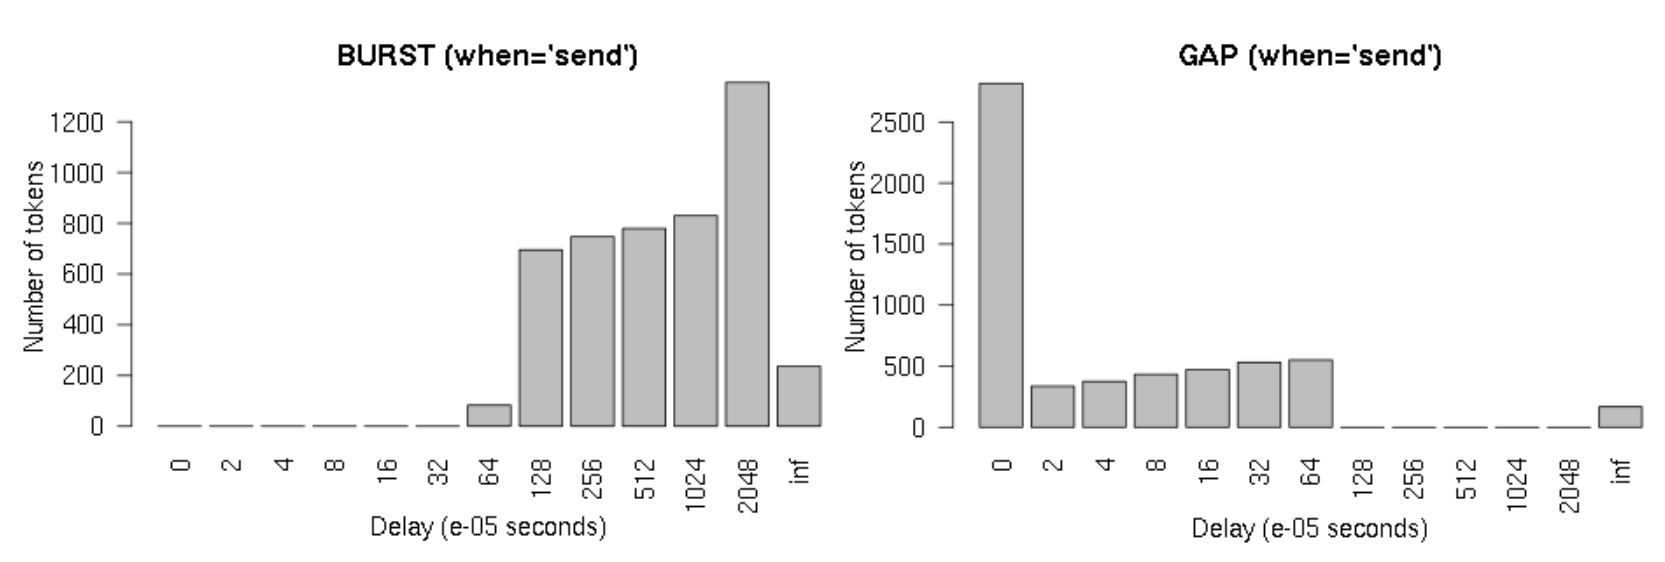 BURST (when='send')
Number of tokens
1200
1000
800
600
400
200
0
0 2 4 8 16 32 64 128 256 512 1024 2048 inf
Delay (e-05 seconds)
GAP (when='send')
Number of tokens
2500
2000
1500
1000
500
0
0 2 4 8 16 32 64 128 256 512 1024 2048 inf
Delay (e-05 seconds)